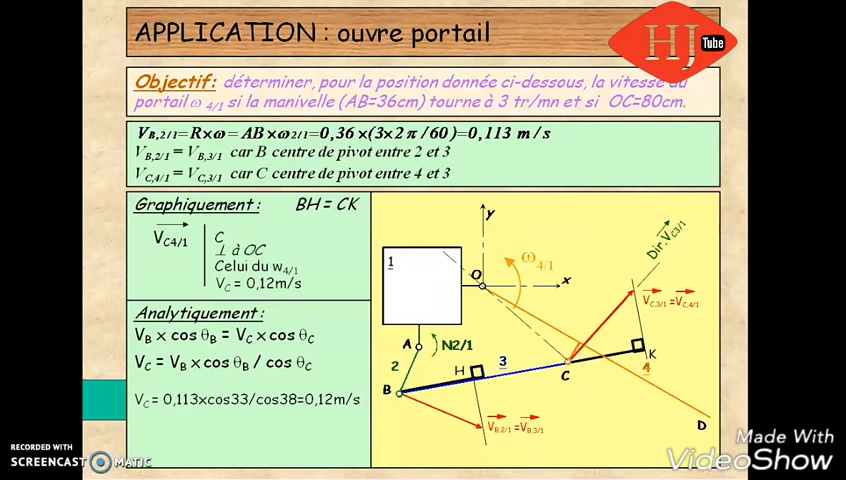 APPLICATION : ouvre portail
HJ Tube
Objectif: déterminer, pour la position donnée ci-dessous, la vitesse du
portail ω 4/1 si la manivelle (AB=36cm) tourne à 3 tr/mn et si OC=80cm.
VB,2/1 = R×ω = AB×ω2/1=0,36 ×(3×2 π /60)=0,113 m/s
VB,2/1 = VB,3/1 car B centre de pivot entre 2 et 3
VC,4/1 = VC,3/1 car C centre de pivot entre 4 et 3
Graphiquement : BH = CK
VC4/1
C
⊥ à OC
Celui du w4/1
VC = 0,12m/s
Analytiquement :
VB × cos θB = VC × cos θC
VC = VB × cos θB / cos θC
VC = 0,113×cos33/cos38=0,12m/s
y
Dir.VC3/1
1
O
ω4/1
x
VC,3/1 =VC,4/1
A
N2/1
2
H
3
K
C
4
B
VB,2/1 =VB,3/1
D
RECORDED WITH
SCREENCAST MATIC
Made With
VideoShow